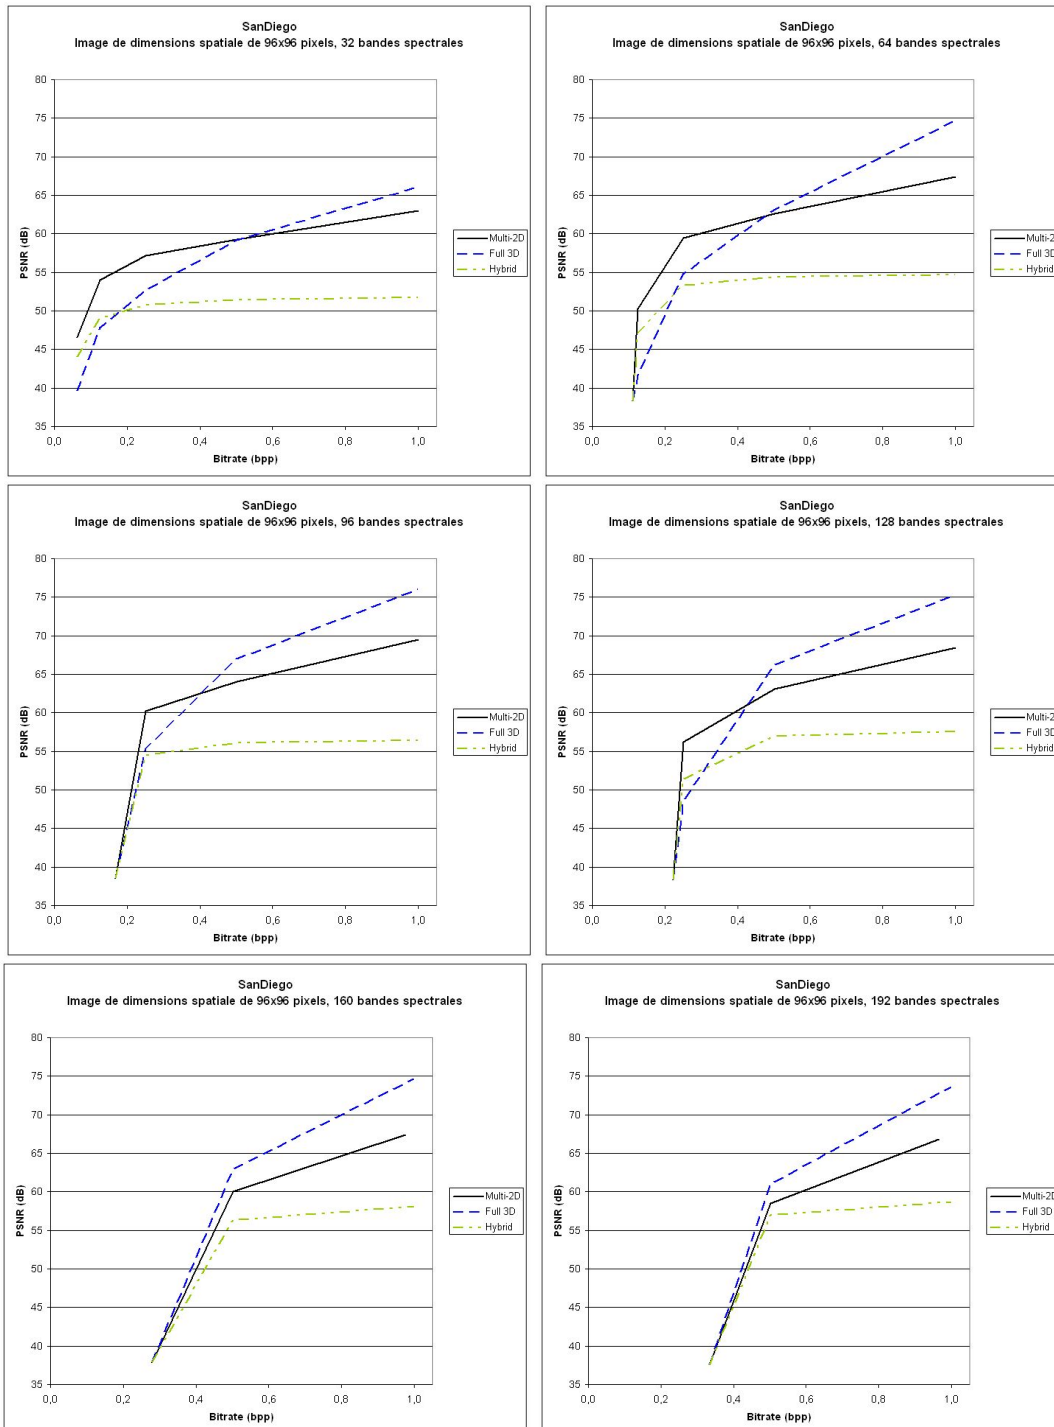 SanDiego
Image de dimensions spatiale de 96x96 pixels, 32 bandes spectrales
80
75
70
65
60
55
50
45
40
35
PSNR (dB)
0,0 0,2 0,4 0,6 0,8 1,0
Bitrate (bpp)
Multi-2D
Full 3D
Hybrid
SanDiego
Image de dimensions spatiale de 96x96 pixels, 64 bandes spectrales
80
75
70
65
60
55
50
45
40
35
PSNR (dB)
0,0 0,2 0,4 0,6 0,8 1,0
Bitrate (bpp)
Multi-2D
Full 3D
Hybrid
SanDiego
Image de dimensions spatiale de 96x96 pixels, 96 bandes spectrales
80
75
70
65
60
55
50
45
40
35
PSNR (dB)
0,0 0,2 0,4 0,6 0,8 1,0
Bitrate (bpp)
Multi-2D
Full 3D
Hybrid
SanDiego
Image de dimensions spatiale de 96x96 pixels, 128 bandes spectrales
80
75
70
65
60
55
50
45
40
35
PSNR (dB)
0,0 0,2 0,4 0,6 0,8 1,0
Bitrate (bpp)
Multi-2D
Full 3D
Hybrid
SanDiego
Image de dimensions spatiale de 96x96 pixels, 160 bandes spectrales
80
75
70
65
60
55
50
45
40
35
PSNR (dB)
0,0 0,2 0,4 0,6 0,8 1,0
Bitrate (bpp)
Multi-2D
Full 3D
Hybrid
SanDiego
Image de dimensions spatiale de 96x96 pixels, 192 bandes spectrales
80
75
70
65
60
55
50
45
40
35
PSNR (dB)
0,0 0,2 0,4 0,6 0,8 1,0
Bitrate (bpp)
Multi-2D
Full 3D
Hybrid